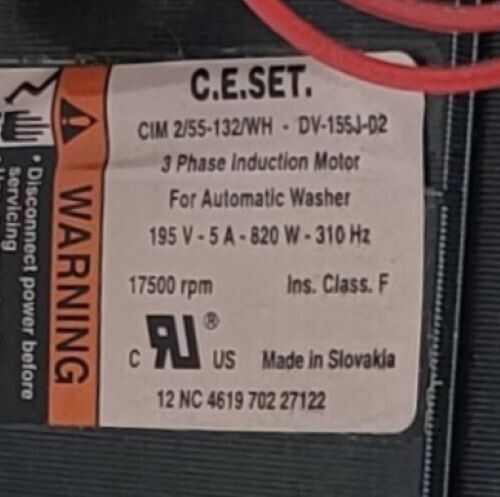 C.E.SET.
CIM 2/55-132/WH - DV-155J-D2
3 Phase Induction Motor
For Automatic Washer
195 V - 5 A - 820 W - 310 Hz
17500 rpm Ins. Class. F
C RU ® US Made in Slovakia
12 NC 4619 702 27122
WARNING
* Disconnect power before
servicing